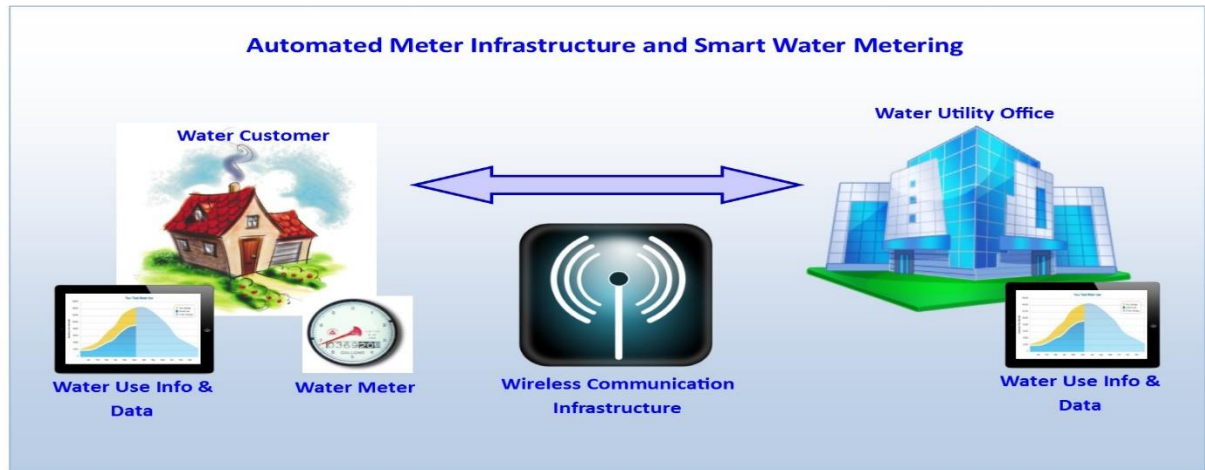 Automated Meter Infrastructure and Smart Water Metering
Water Customer
Water Utility Office
Water Use Info &
Data
Water Meter
GALLONS
Wireless Communication
Infrastructure
Water Use Info &
Data